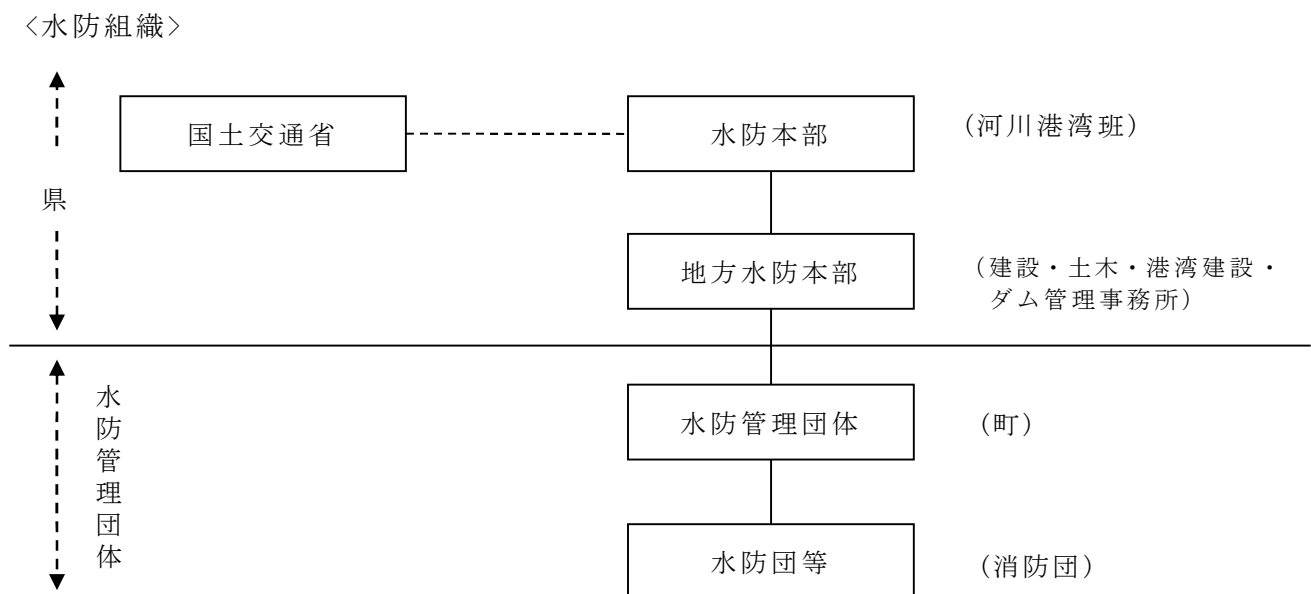 <水防組織>
国土交通省
水防本部
(河川港湾班)
県
地方水防本部
(建設・土木・港湾建設・
ダム管理事務所)
水防管理団体
水防管理団体
(町)
水防団等
(消防団)